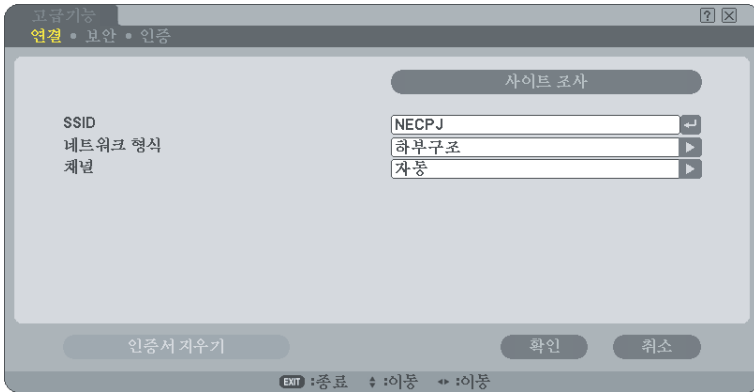 고급기능
연결 • 보안 • 인증
사이트 조사
SSID NECPJ
네트워크 형식 하부구조
채널 자동
인증서 지우기 확인 취소
EXIT :종료 :이동 :이동